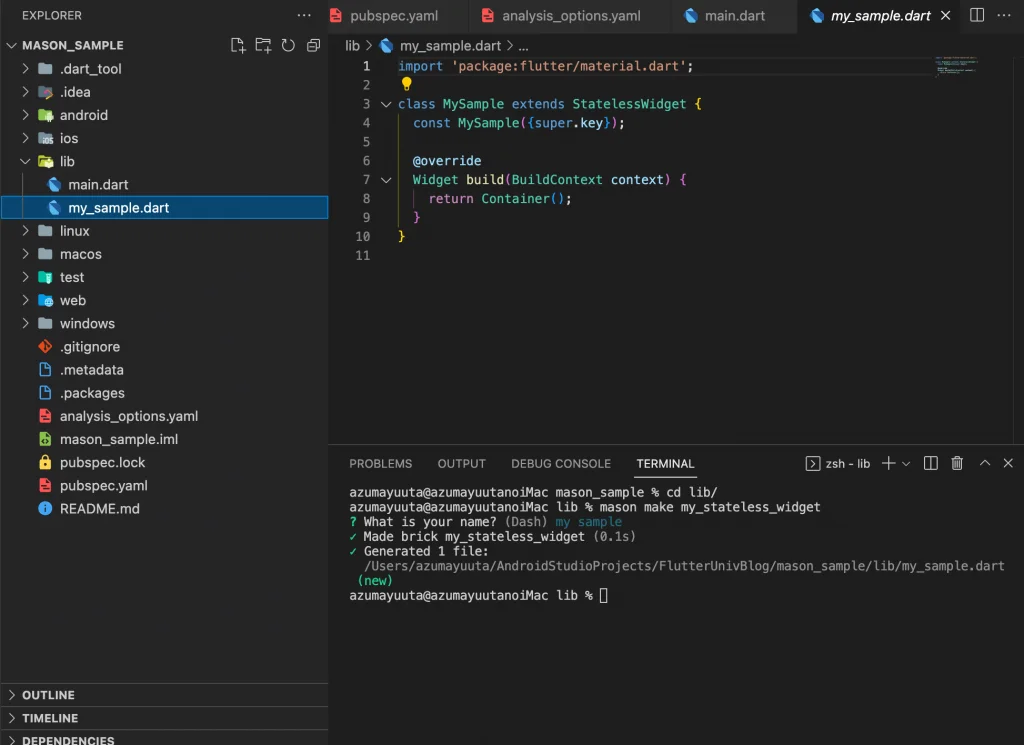 EXPLORER
MASON_SAMPLE
.dart_tool
.idea
android
ios
lib
main.dart
my_sample.dart
linux
macos
test
web
windows
.gitignore
.metadata
.packages
analysis_options.yaml
mason_sample.iml
pubspec.lock
pubspec.yaml
README.md
OUTLINE
TIMELINE
DEPENDENCIES
pubspec.yaml analysis_options.yaml main.dart my_sample.dart
lib > my_sample.dart > ...
1 import 'package:flutter/material.dart';
2
3 class MySample extends StatelessWidget {
4 const MySample({super.key});
5
6 @override
7 Widget build(BuildContext context) {
8 return Container();
9 }
10 }
11
PROBLEMS OUTPUT DEBUG CONSOLE TERMINAL zsh - lib
azumayuuta@azumayuutanoiMac mason_sample % cd lib/
azumayuuta@azumayuutanoiMac lib % mason make my_stateless_widget
? What is your name? (Dash) my sample
✓ Made brick my_stateless_widget (0.1s)
✓ Generated 1 file:
/Users/azumayuuta/AndroidStudioProjects/FlutterUnivBlog/mason_sample/lib/my_sample.dart
(new)
azumayuuta@azumayuutanoiMac lib %